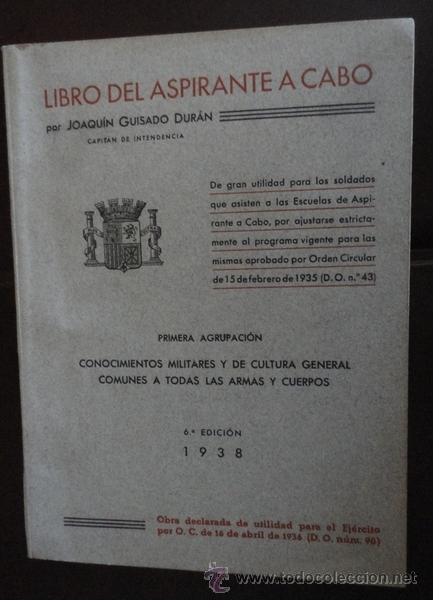 LIBRO DEL ASPIRANTE A CABO
por JOAQUÍN GUISADO DURÁN
CAPITÁN DE INTENDENCIA
De gran utilidad para los soldados
que asisten a las Escuelas de Aspi-
rante a Cabo, por ajustarse estricta-
mente al programa vigente para las
mismas aprobado por Orden Circular
de 15 de febrero de 1935 (D. O. n.º 43)
PRIMERA AGRUPACIÓN
CONOCIMIENTOS MILITARES Y DE CULTURA GENERAL
COMUNES A TODAS LAS ARMAS Y CUERPOS
6.ª EDICIÓN
1938
Obra declarada de utilidad para el Ejército
por O. C. de 16 de abril de 1936 (D. O. núm. 90)
www.todocoleccion.net